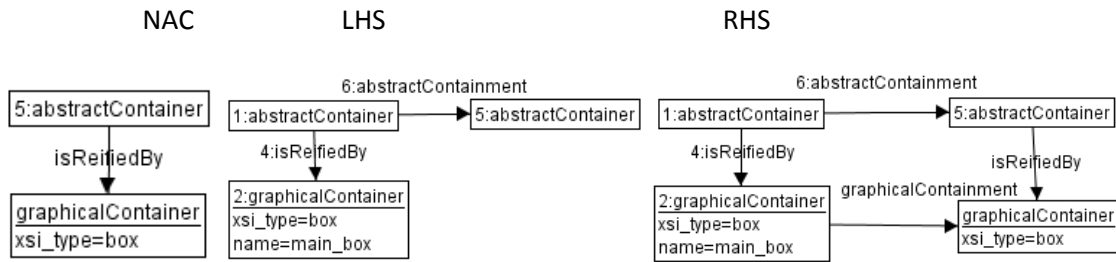 NAC
LHS
RHS
5:abstractContainer
isReifiedBy
graphicalContainer
xsi_type=box
6:abstractContainment
1:abstractContainer
5:abstractContainer
4:isReifiedBy
2:graphicalContainer
xsi_type=box
name=main_box
6:abstractContainment
1:abstractContainer
5:abstractContainer
4:isReifiedBy
isReifiedBy
graphicalContainment
2:graphicalContainer
xsi_type=box
name=main_box
graphicalContainer
xsi_type=box